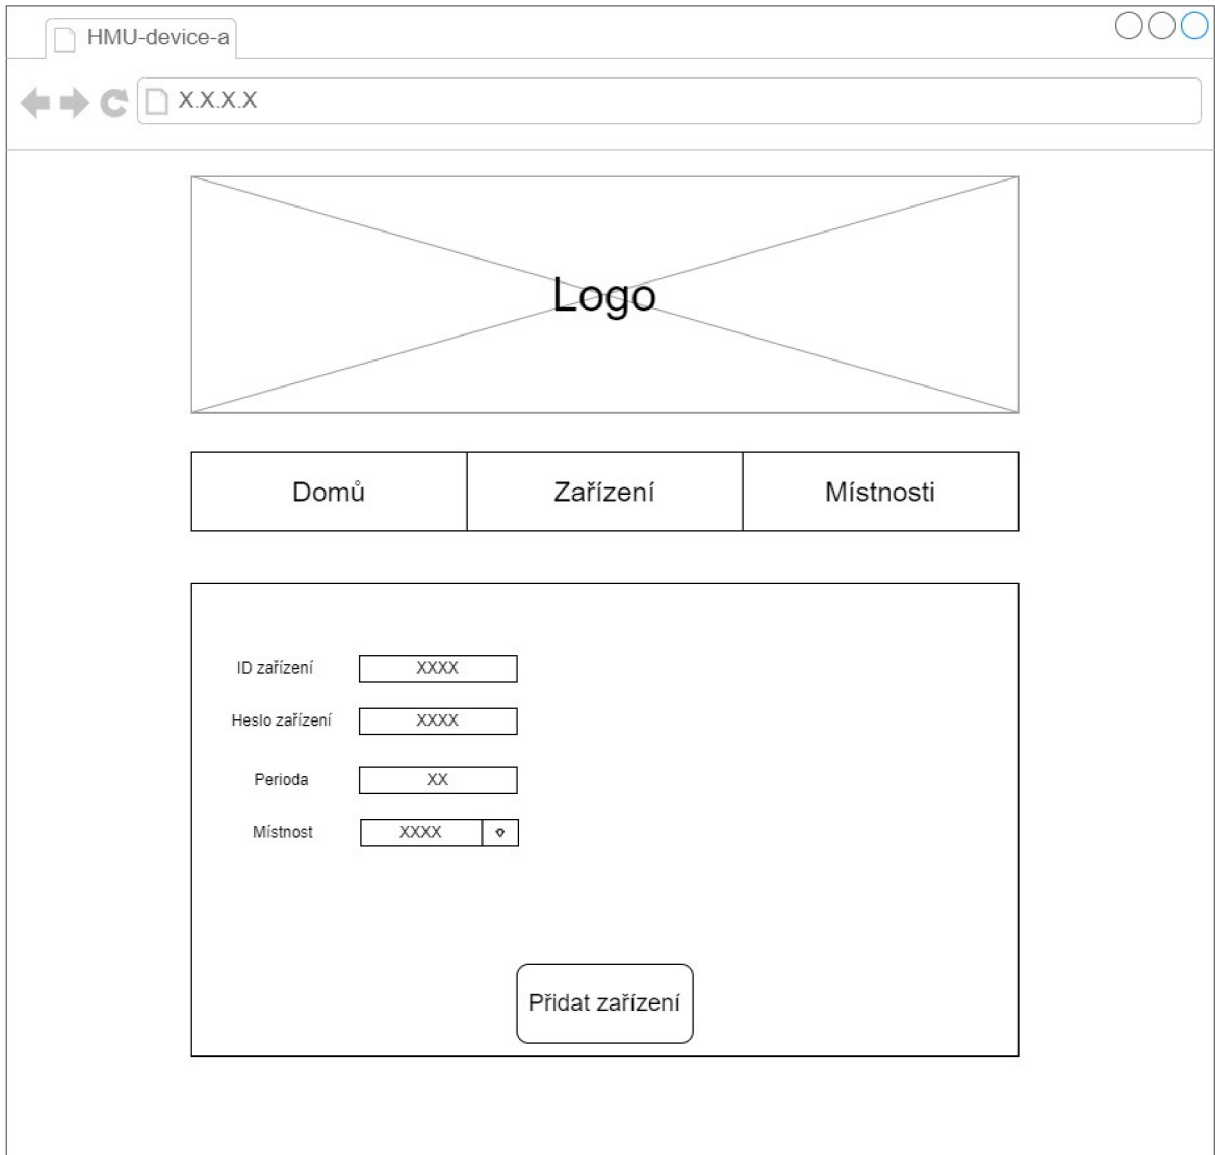 HMU-device-a
X.X.X.X
Logo
Domů Zařízení Místnosti
ID zařízení XXXX
Heslo zařízení XXXX
Perioda XX
Místnost XXXX
Přidat zařízení